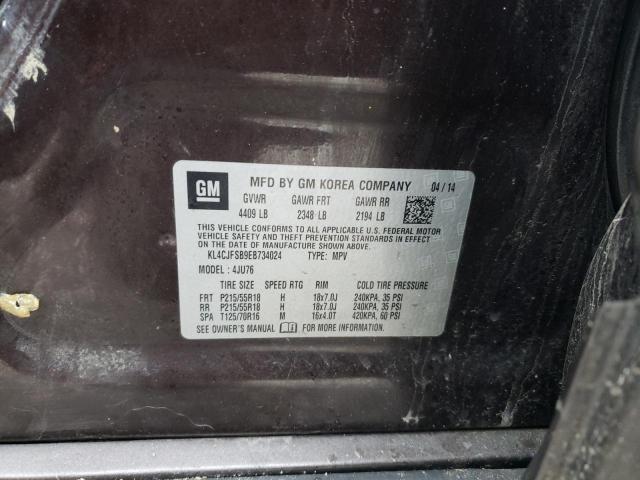 GM MFD BY GM KOREA COMPANY 04 / 14
GVWR GAWR FRT GAWR RR
4409 LB 2348 LB 2194 LB
THIS VEHICLE CONFORMS TO ALL APPLICABLE U.S. FEDERAL MOTOR
VEHICLE SAFETY AND THEFT PREVENTION STANDARDS IN EFFECT ON
THE DATE OF MANUFACTURE SHOWN ABOVE.
KL4CJFSB9EB734024 TYPE: MPV
MODEL : 4JU76
TIRE SIZE SPEED RTG RIM COLD TIRE PRESSURE
FRT P215/55R18 H 18x7.0J 240KPA, 35 PSI
RR P215/55R18 H 18x7.0J 240KPA, 35 PSI
SPA T125/70R16 M 16x4.0T 420KPA, 60 PSI
SEE OWNER'S MANUAL FOR MORE INFORMATION.